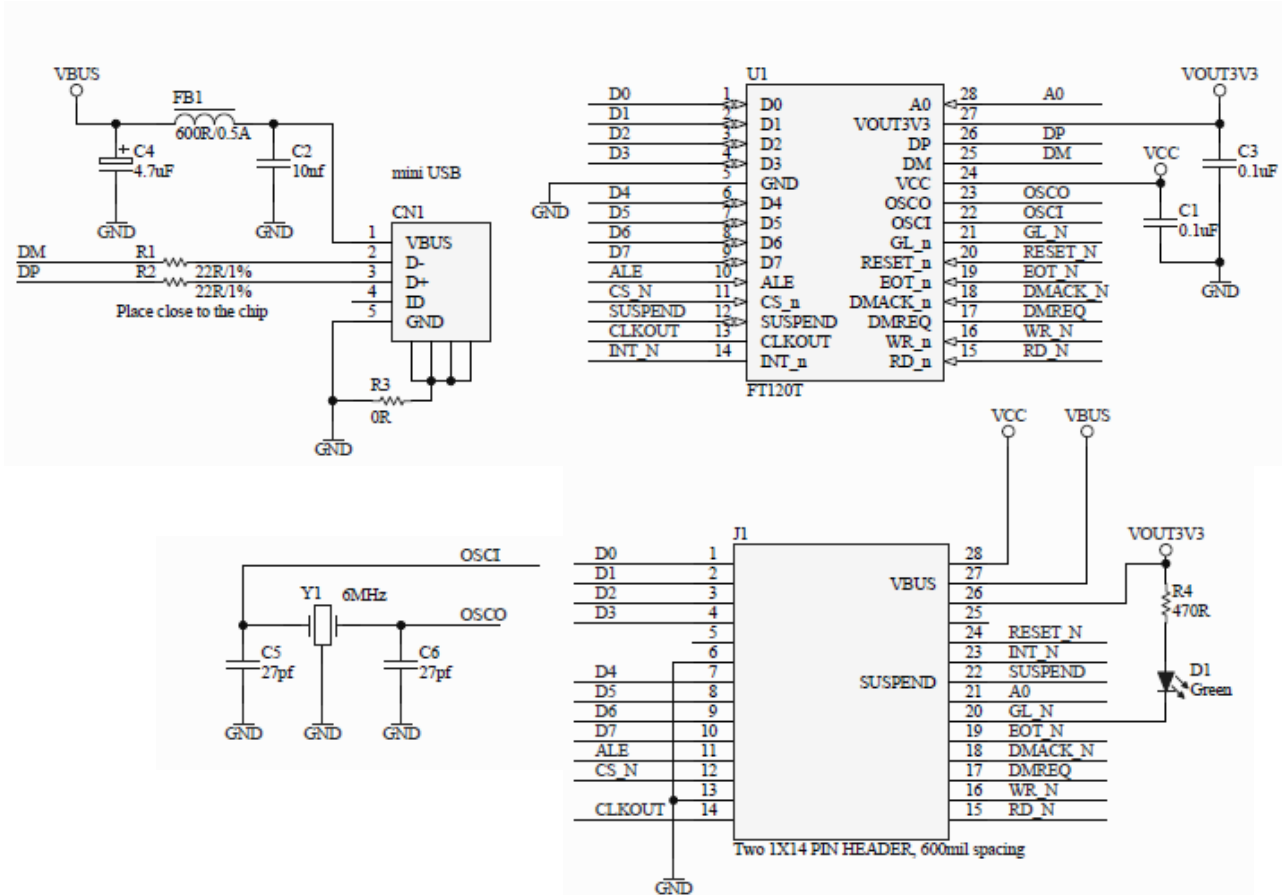 VBUS
FB1
600R/0.5A
C4
4.7uF
C2
10nf
GND
GND
mini USB
CN1
1 VBUS
DM R1 2 D-
22R/1%
DP R2 3 D+
22R/1%
4 ID
5 GND
Place close to the chip
R3
0R
GND
U1
D0 1 D0 A0 28 A0
D1 2 D1 VOUT3V3 27
D2 3 D2 DP 26 DP
D3 4 D3 DM 25 DM
5 GND VCC 24
D4 6 D4 OSCO 23 OSCO
D5 7 D5 OSCI 22 OSCI
D6 8 D6 GL_n 21 GL_N
D7 9 D7 RESET_n 20 RESET_N
ALE 10 ALE EOT_n 19 EOT_N
CS_N 11 CS_n DMACK_n 18 DMACK_N
SUSPEND 12 SUSPEND DMREQ 17 DMREQ
CLKOUT 13 CLKOUT WR_n 16 WR_N
INT_N 14 INT_n RD_n 15 RD_N
FT120T
GND
VOUT3V3
C3
0.1uF
VCC
C1
0.1uF
GND
OSCI
Y1 6MHz
OSCO
C5
27pf
C6
27pf
GND GND GND
VCC VBUS
J1
D0 1 28
D1 2 VBUS 27
D2 3 26
D3 4 25
5 24 RESET_N
6 23 INT_N
D4 7 SUSPEND 22 SUSPEND
D5 8 21 A0
D6 9 20 GL_N
D7 10 19 EOT_N
ALE 11 18 DMACK_N
CS_N 12 17 DMREQ
13 16 WR_N
CLKOUT 14 15 RD_N
Two 1X14 PIN HEADER, 600mil spacing
GND
VOUT3V3
R4
470R
D1
Green